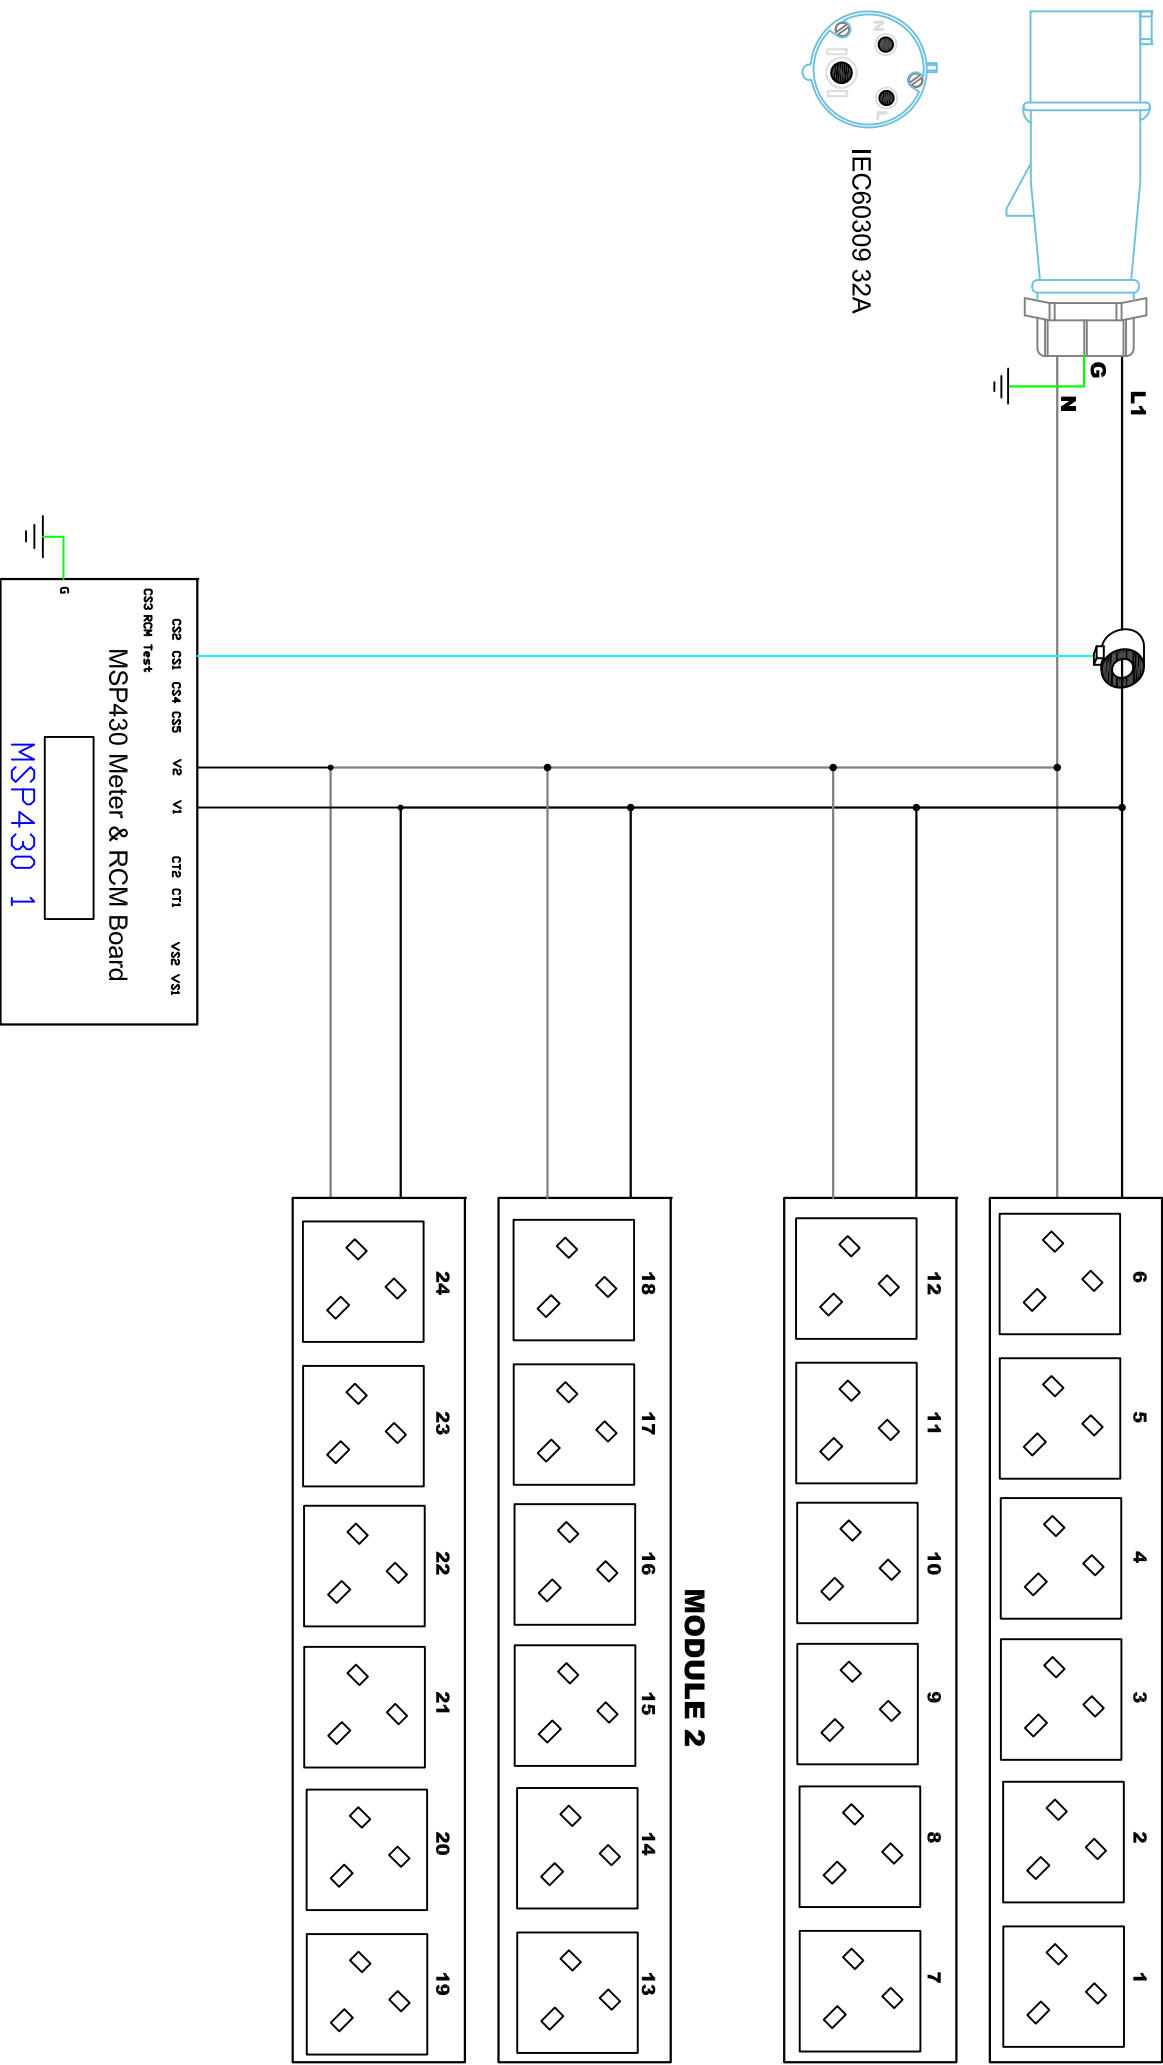 N
L
IEC60309 32A
G
N
L1
6 5 4 3 2 1
12 11 10 9 8 7
MODULE 2
18 17 16 15 14 13
24 23 22 21 20 19
CS2 CS1 CS4 CS5 V2 V1 CT2 CT1 VS2 VS1
CS3 RCM Test
MSP430 Meter & RCM Board
G
MSP430 1